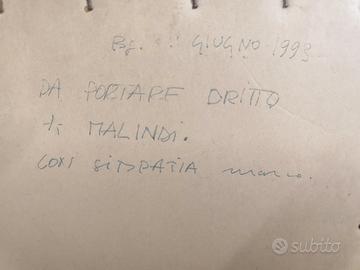 GIUGNO 1993
DA PORTARE DRITTO
MALINDI.
CON SIMPATIA
subito